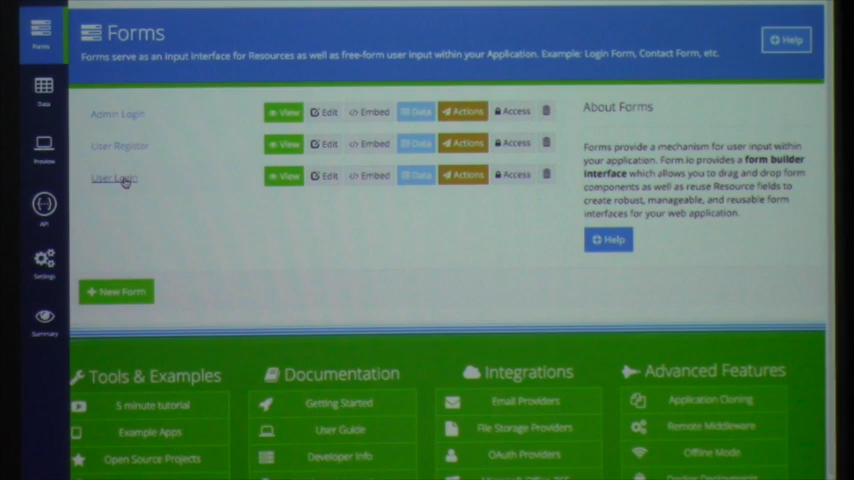 Forms
Forms
Forms serve as an input interface for Resources as well as free-form user input within your Application. Example: Login Form, Contact Form, etc.
Help
Data
Preview
API
Settings
Summary
Admin Login
View Edit Embed Data Actions Access
User Register
View Edit </> Embed Data Actions Access
User Login
View Edit </> Embed Data Actions Access
About Forms
Forms provide a mechanism for user input within
your application. Form.io provides a form builder
interface which allows you to drag and drop form
components as well as reuse Resource fields to
create robust, manageable, and reusable form
interfaces for your web application.
Help
+ New Form
Tools & Examples
5 minute tutorial
Example Apps
Open Source Projects
Documentation
Getting Started
User Guide
Developer Info
Integrations
Email Providers
File Storage Providers
OAuth Providers
Advanced Features
Application Cloning
Remote Middleware
Offline Mode